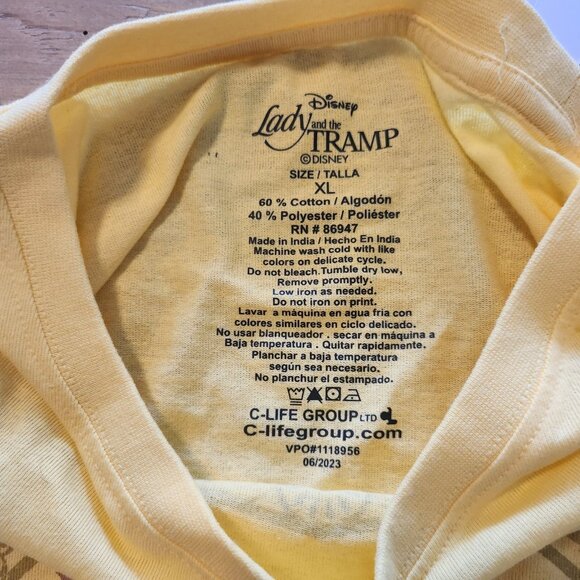 Disney
Lady and the
TRAMP
©DISNEY
SIZE / TALLA
XL
60 % Cotton / Algodón
40 % Polyester / Poliéster
RN # 86947
Made in India / Hecho En India
Machine wash cold with like
colors on delicate cycle.
Do not bleach.Tumble dry low,
Remove promptly.
Low iron as needed.
Do not iron on print.
Lavar a máquina en agua fria con
colores similares en ciclo delicado.
No usar blanqueador . secar en máquina a
Baja temperatura . Quitar rapidamente.
Planchar a baja temperatura
según sea necesario.
No planchur el estampado.
C-LIFE GROUP LTD
C-lifegroup.com
VPO#1118956
06/2023